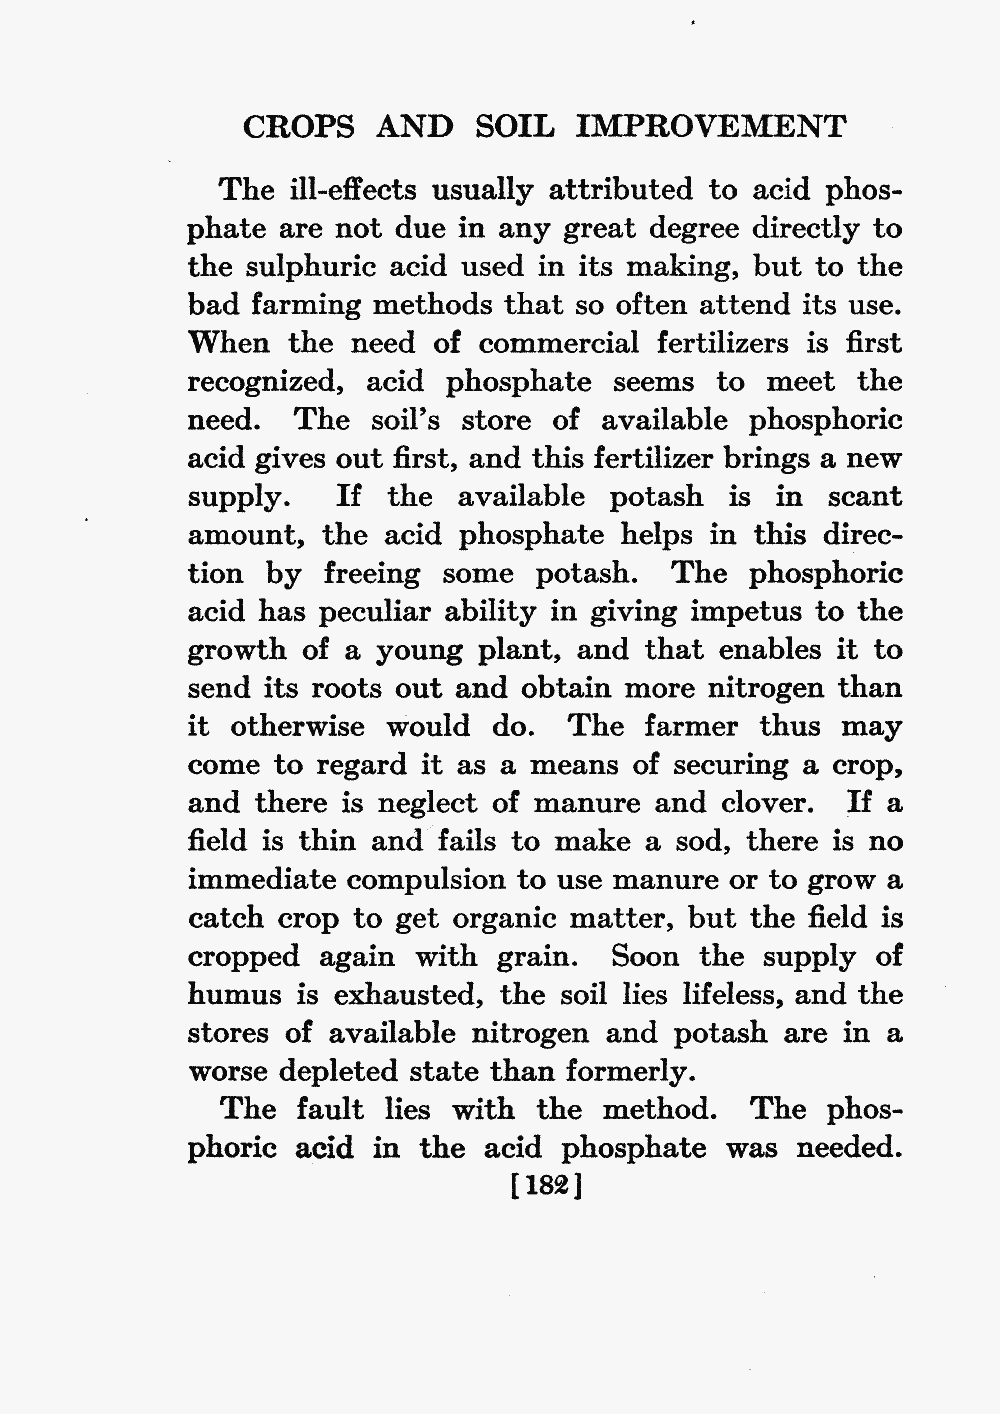 CROPS AND SOIL IMPROVEMENT
The ill-effects usually attributed to acid phos-
phate are not due in any great degree directly to
the sulphuric acid used in its making, but to the
bad farming methods that so often attend its use.
When the need of commercial fertilizers is first
recognized, acid phosphate seems to meet the
need. The soil's store of available phosphoric
acid gives out first, and this fertilizer brings a new
supply. If the available potash is in scant
amount, the acid phosphate helps in this direc-
tion by freeing some potash. The phosphoric
acid has peculiar ability in giving impetus to the
growth of a young plant, and that enables it to
send its roots out and obtain more nitrogen than
it otherwise would do. The farmer thus may
come to regard it as a means of securing a crop,
and there is neglect of manure and clover. If a
field is thin and fails to make a sod, there is no
immediate compulsion to use manure or to grow a
catch crop to get organic matter, but the field is
cropped again with grain. Soon the supply of
humus is exhausted, the soil lies lifeless, and the
stores of available nitrogen and potash are in a
worse depleted state than formerly.
The fault lies with the method. The phos-
phoric acid in the acid phosphate was needed.
[182]